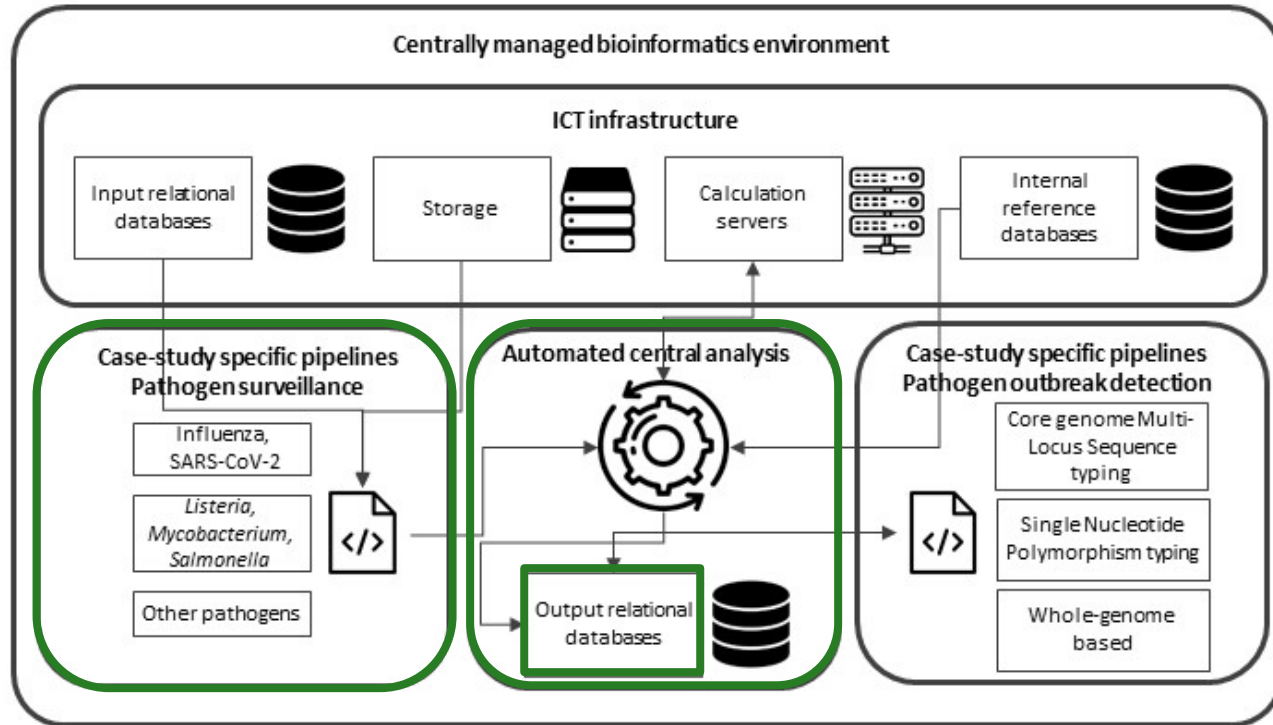 Centrally managed bioinformatics environment
ICT infrastructure
Input relational
databases
Storage
Calculation
servers
Internal
reference
databases
Case-study specific pipelines
Pathogen surveillance
Influenza,
SARS-CoV-2
Listeria,
Mycobacterium,
Salmonella
Other pathogens
</>
Automated central analysis
Output relational
databases
Case-study specific pipelines
Pathogen outbreak detection
</>
Core genome Multi-
Locus Sequence
typing
Single Nucleotide
Polymorphism typing
Whole-genome
based